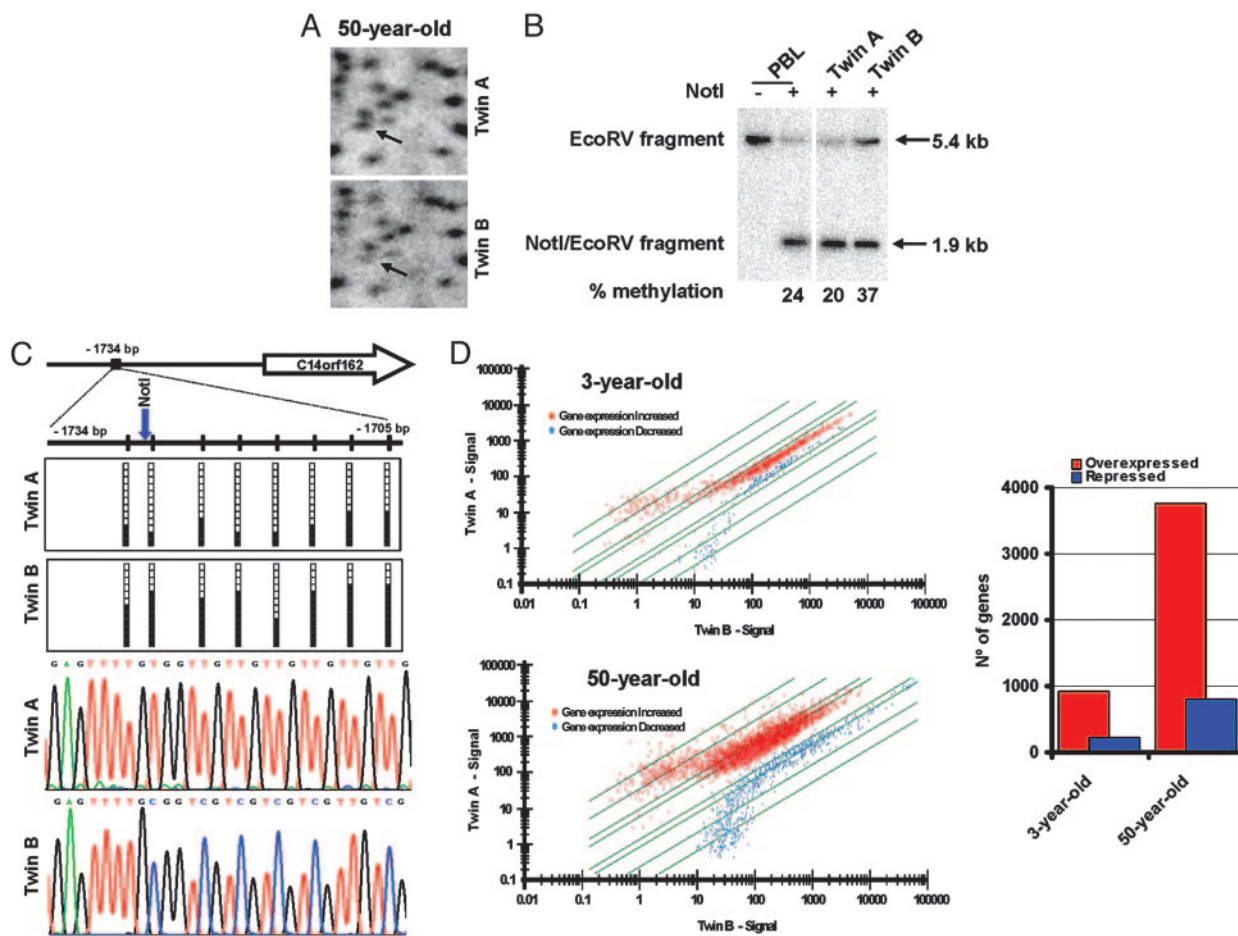 A
50-year-old
Twin A
Twin B
B
PBL
Twin A
Twin B
NotI
- + + +
EcoRV fragment
5.4 kb
NotI/EcoRV fragment
1.9 kb
% methylation
24 20 37
C
- 1734 bp
C14orf162
NotI
- 1734 bp
-1705 bp
Twin A
Twin B
G A G T T T T G T G G T T G T T G T T G T T G T T G
Twin A
G A G T T T T G C G G T C G T C G T C G T C G T T G T C G
Twin B
D
3-year-old
Gene expression Increased
Gene expression Decreased
Twin A - Signal
100000
10000
1000
100
10
1
0.1
0.01 0.1 1 10 100 1000 10000 100000
Twin B - Signal
50-year-old
Gene expression Increased
Gene expression Decreased
Twin A - Signal
100000
10000
1000
100
10
1
0.1
0.01 0.1 1 10 100 1000 10000 100000
Twin B - Signal
Overexpressed
Repressed
Nº of genes
4000
3000
2000
1000
0
3-year-old
50-year-old